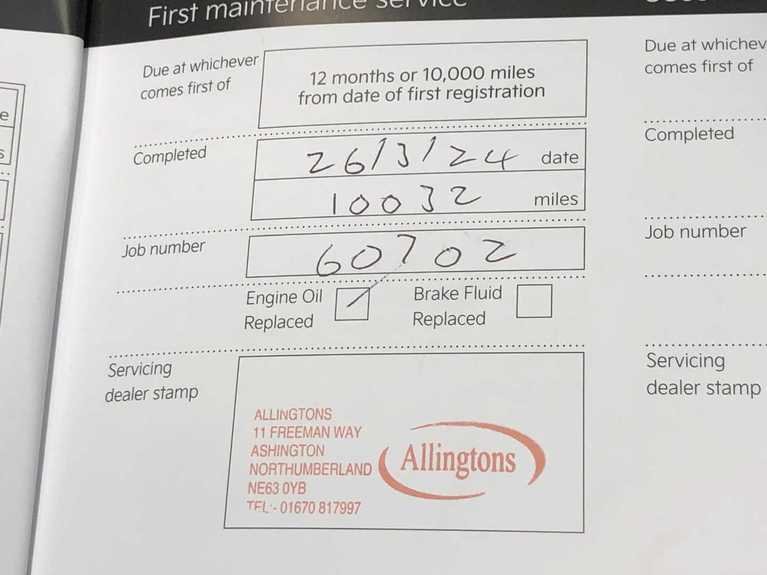 First maintenance service
Due at whichever
comes first of
12 months or 10,000 miles
from date of first registration
Completed
26/3/24 date
10032 miles
Job number
60702
Engine Oil
Replaced
Brake Fluid
Replaced
Servicing
dealer stamp
ALLINGTONS
11 FREEMAN WAY
ASHINGTON
NORTHUMBERLAND
NE63 0YB
TEL:- 01670 817997
Allingtons
Due at whichev
comes first of
Completed
Job number
Servicing
dealer stamp